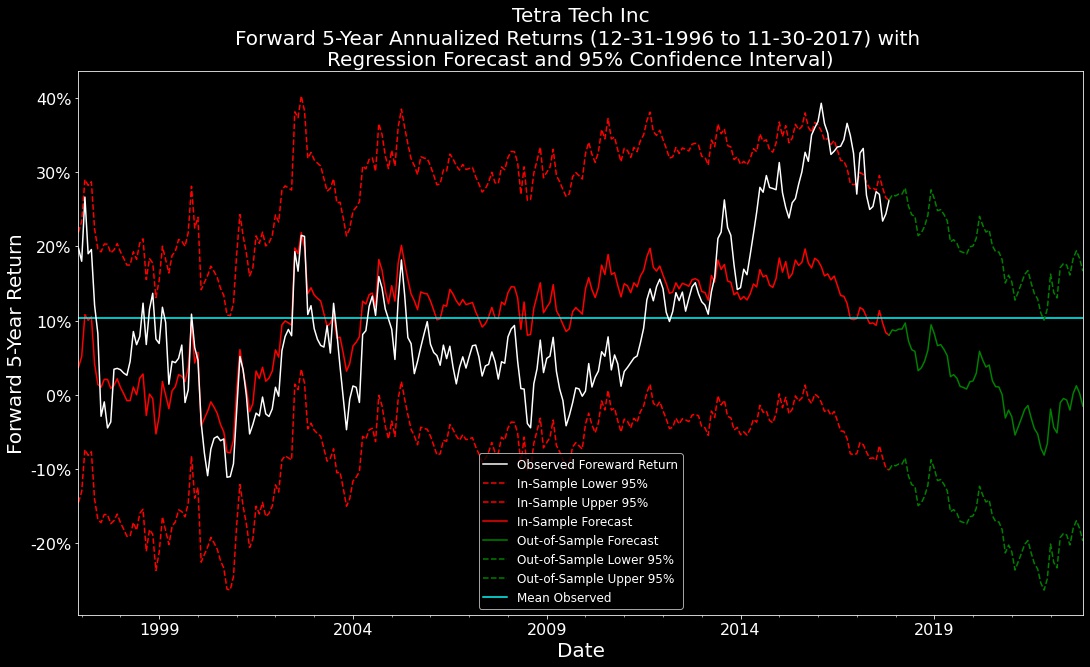 Tetra Tech Inc
Forward 5-Year Annualized Returns (12-31-1996 to 11-30-2017) with
Regression Forecast and 95% Confidence Interval)
Forward 5-Year Return
40%
30%
20%
10%
0%
-10%
-20%
Observed Foreward Return
In-Sample Lower 95%
In-Sample Upper 95%
In-Sample Forecast
Out-of-Sample Forecast
Out-of-Sample Lower 95%
Out-of-Sample Upper 95%
Mean Observed
1999
2004
2009
2014
2019
Date